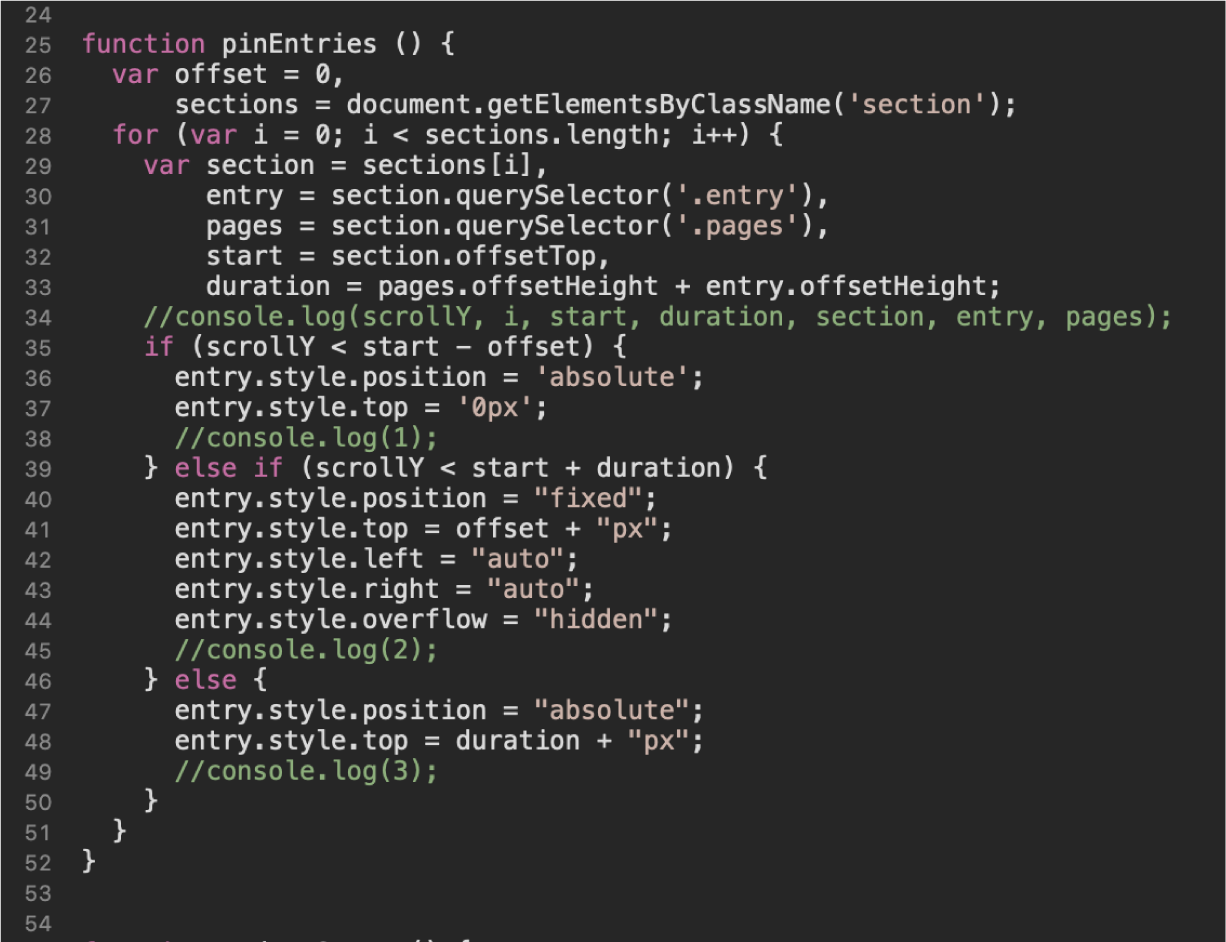 24
25 function pinEntries () {
26   var offset = 0,
27       sections = document.getElementsByClassName('section');
28   for (var i = 0; i < sections.length; i++) {
29     var section = sections[i],
30         entry = section.querySelector('.entry'),
31         pages = section.querySelector('.pages'),
32         start = section.offsetTop,
33         duration = pages.offsetHeight + entry.offsetHeight;
34     //console.log(scrollY, i, start, duration, section, entry, pages);
35     if (scrollY < start - offset) {
36       entry.style.position = 'absolute';
37       entry.style.top = '0px';
38       //console.log(1);
39     } else if (scrollY < start + duration) {
40       entry.style.position = "fixed";
41       entry.style.top = offset + "px";
42       entry.style.left = "auto";
43       entry.style.right = "auto";
44       entry.style.overflow = "hidden";
45       //console.log(2);
46     } else {
47       entry.style.position = "absolute";
48       entry.style.top = duration + "px";
49       //console.log(3);
50     }
51   }
52 }
53
54